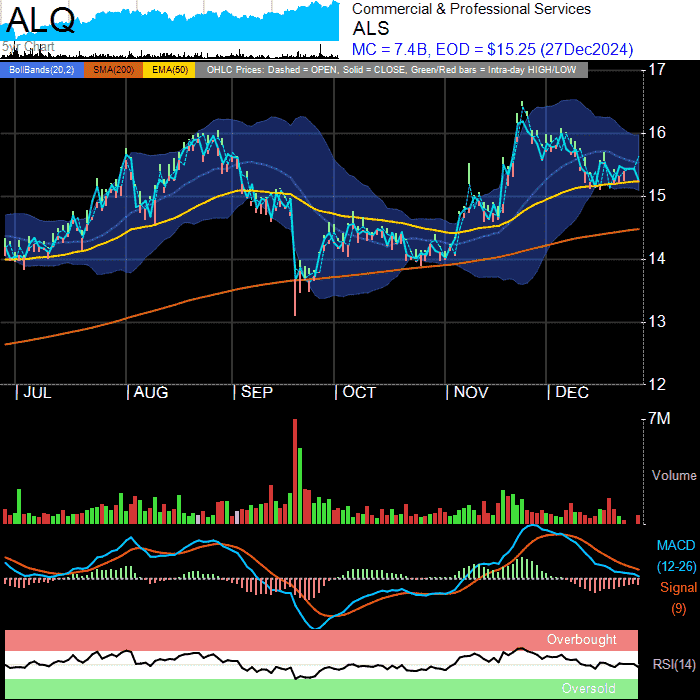 ALQ
5yr Chart
Commercial & Professional Services
ALS
MC = 7.4B, EOD = $15.25 (27Dec2024)
BollBands(20,2) SMA(200) EMA(50) OHLC Prices: Dashed = OPEN, Solid = CLOSE, Green/Red bars = Intra-day HIGH/LOW
17
16
15
14
13
12
| JUL | AUG | SEP | OCT | NOV | DEC
7M
Volume
MACD
(12-26)
Signal
(9)
Overbought
RSI(14)
Oversold